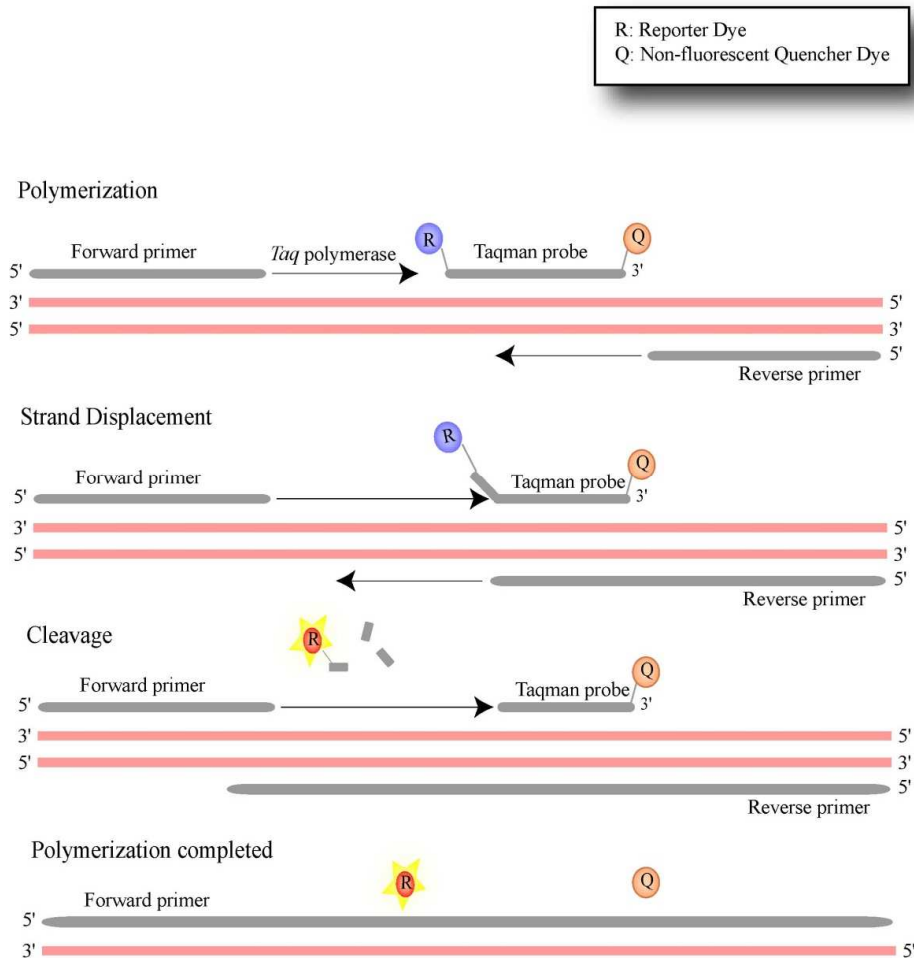 R: Reporter Dye
Q: Non-fluorescent Quencher Dye
Polymerization
R
Q
Forward primer
Taq polymerase
Taqman probe
5'
3'
3'
5'
5'
3'
5'
Reverse primer
Strand Displacement
R
Q
Forward primer
Taqman probe
5'
3'
3'
5'
5'
3'
5'
Reverse primer
Cleavage
R
Q
Forward primer
Taqman probe
5'
3'
3'
5'
5'
3'
5'
Reverse primer
Polymerization completed
R
Q
Forward primer
5'
3'
5'